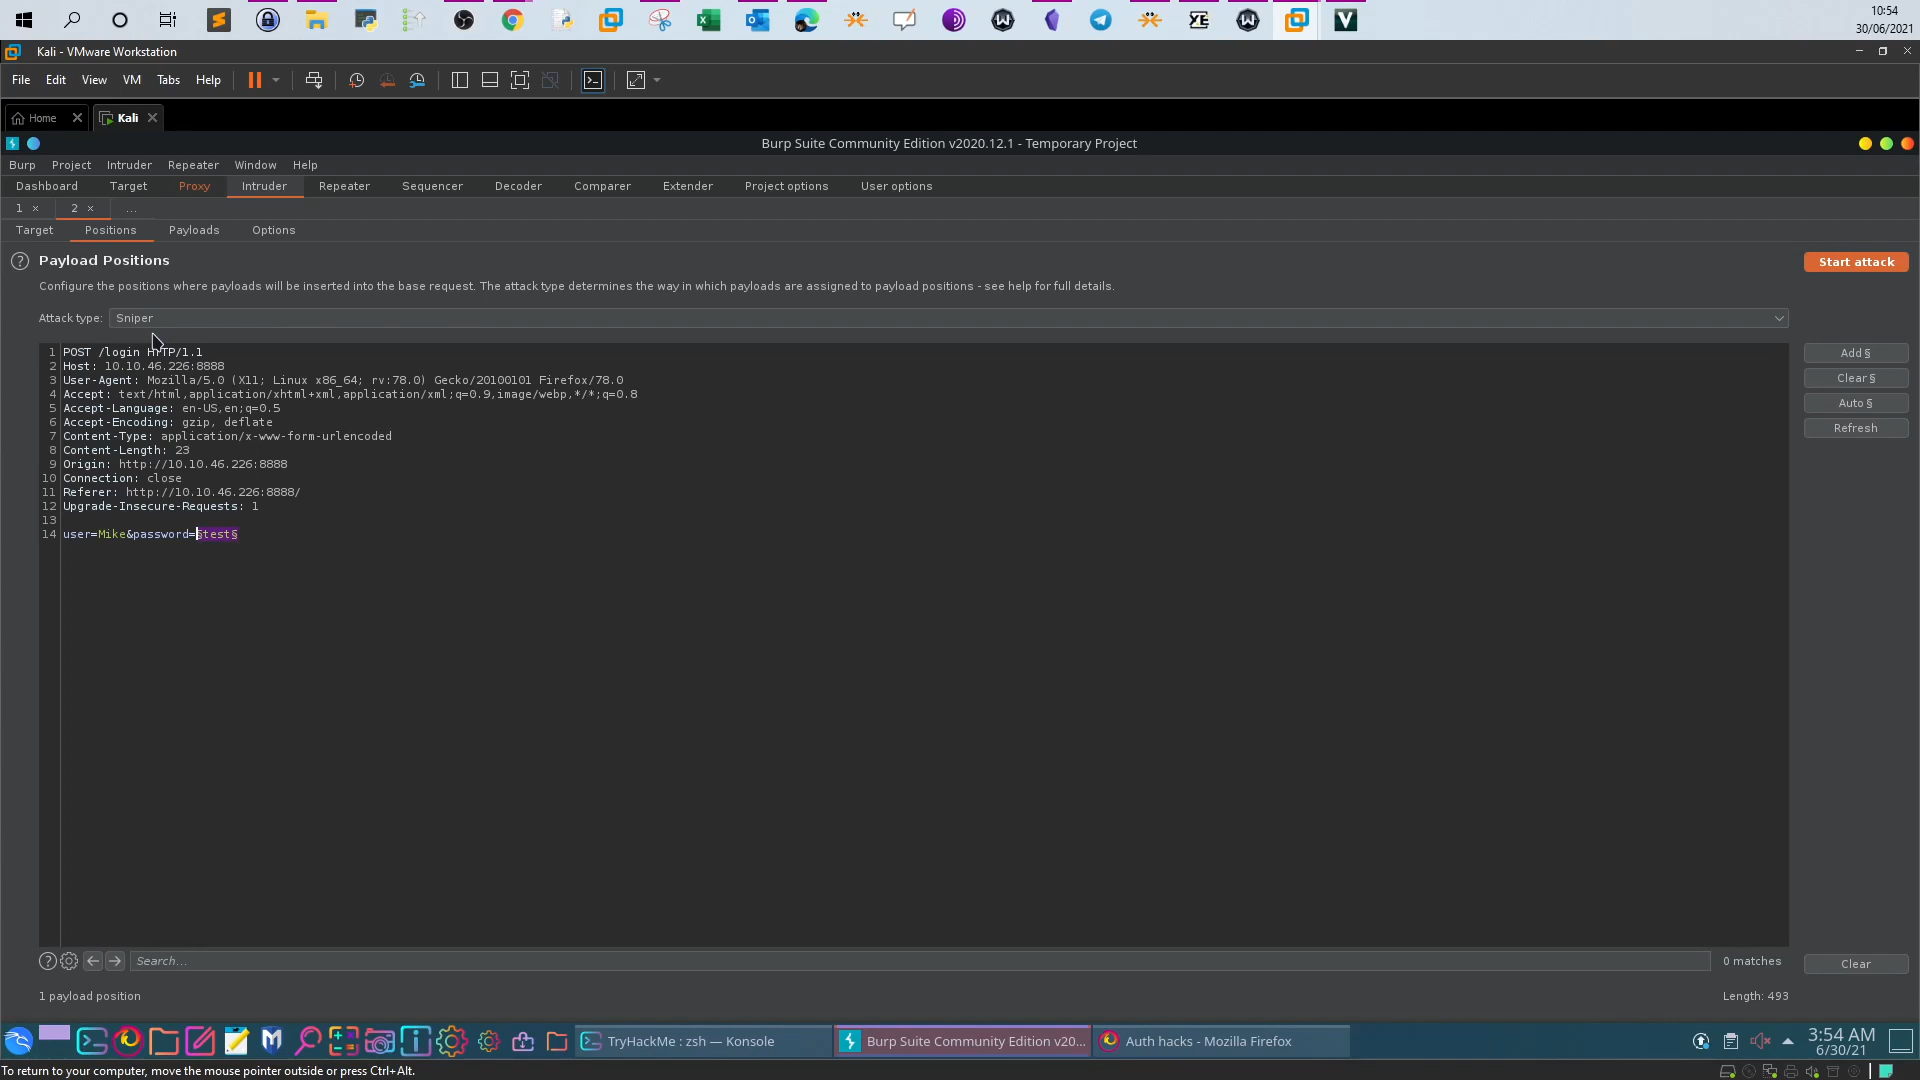 10:54
30/06/2021
Kali - VMware Workstation
File Edit View VM Tabs Help
Home Kali
Burp Suite Community Edition v2020.12.1 - Temporary Project
Burp Project Intruder Repeater Window Help
Dashboard Target Proxy Intruder Repeater Sequencer Decoder Comparer Extender Project options User options
1 × 2 × ...
Target Positions Payloads Options
? Payload Positions
Start attack
Configure the positions where payloads will be inserted into the base request. The attack type determines the way in which payloads are assigned to payload positions - see help for full details.
Attack type: Sniper
1 POST /login HTTP/1.1
2 Host: 10.10.46.226:8888
3 User-Agent: Mozilla/5.0 (X11; Linux x86_64; rv:78.0) Gecko/20100101 Firefox/78.0
4 Accept: text/html,application/xhtml+xml,application/xml;q=0.9,image/webp,*/*;q=0.8
5 Accept-Language: en-US,en;q=0.5
6 Accept-Encoding: gzip, deflate
7 Content-Type: application/x-www-form-urlencoded
8 Content-Length: 23
9 Origin: http://10.10.46.226:8888
10 Connection: close
11 Referer: http://10.10.46.226:8888/
12 Upgrade-Insecure-Requests: 1
13
14 user=Mike&password=§test§
Add §
Clear §
Auto §
Refresh
? Search... 0 matches Clear
1 payload position Length: 493
TryHackMe : zsh — Konsole Burp Suite Community Edition v20... Auth hacks - Mozilla Firefox
3:54 AM
6/30/21
To return to your computer, move the mouse pointer outside or press Ctrl+Alt.